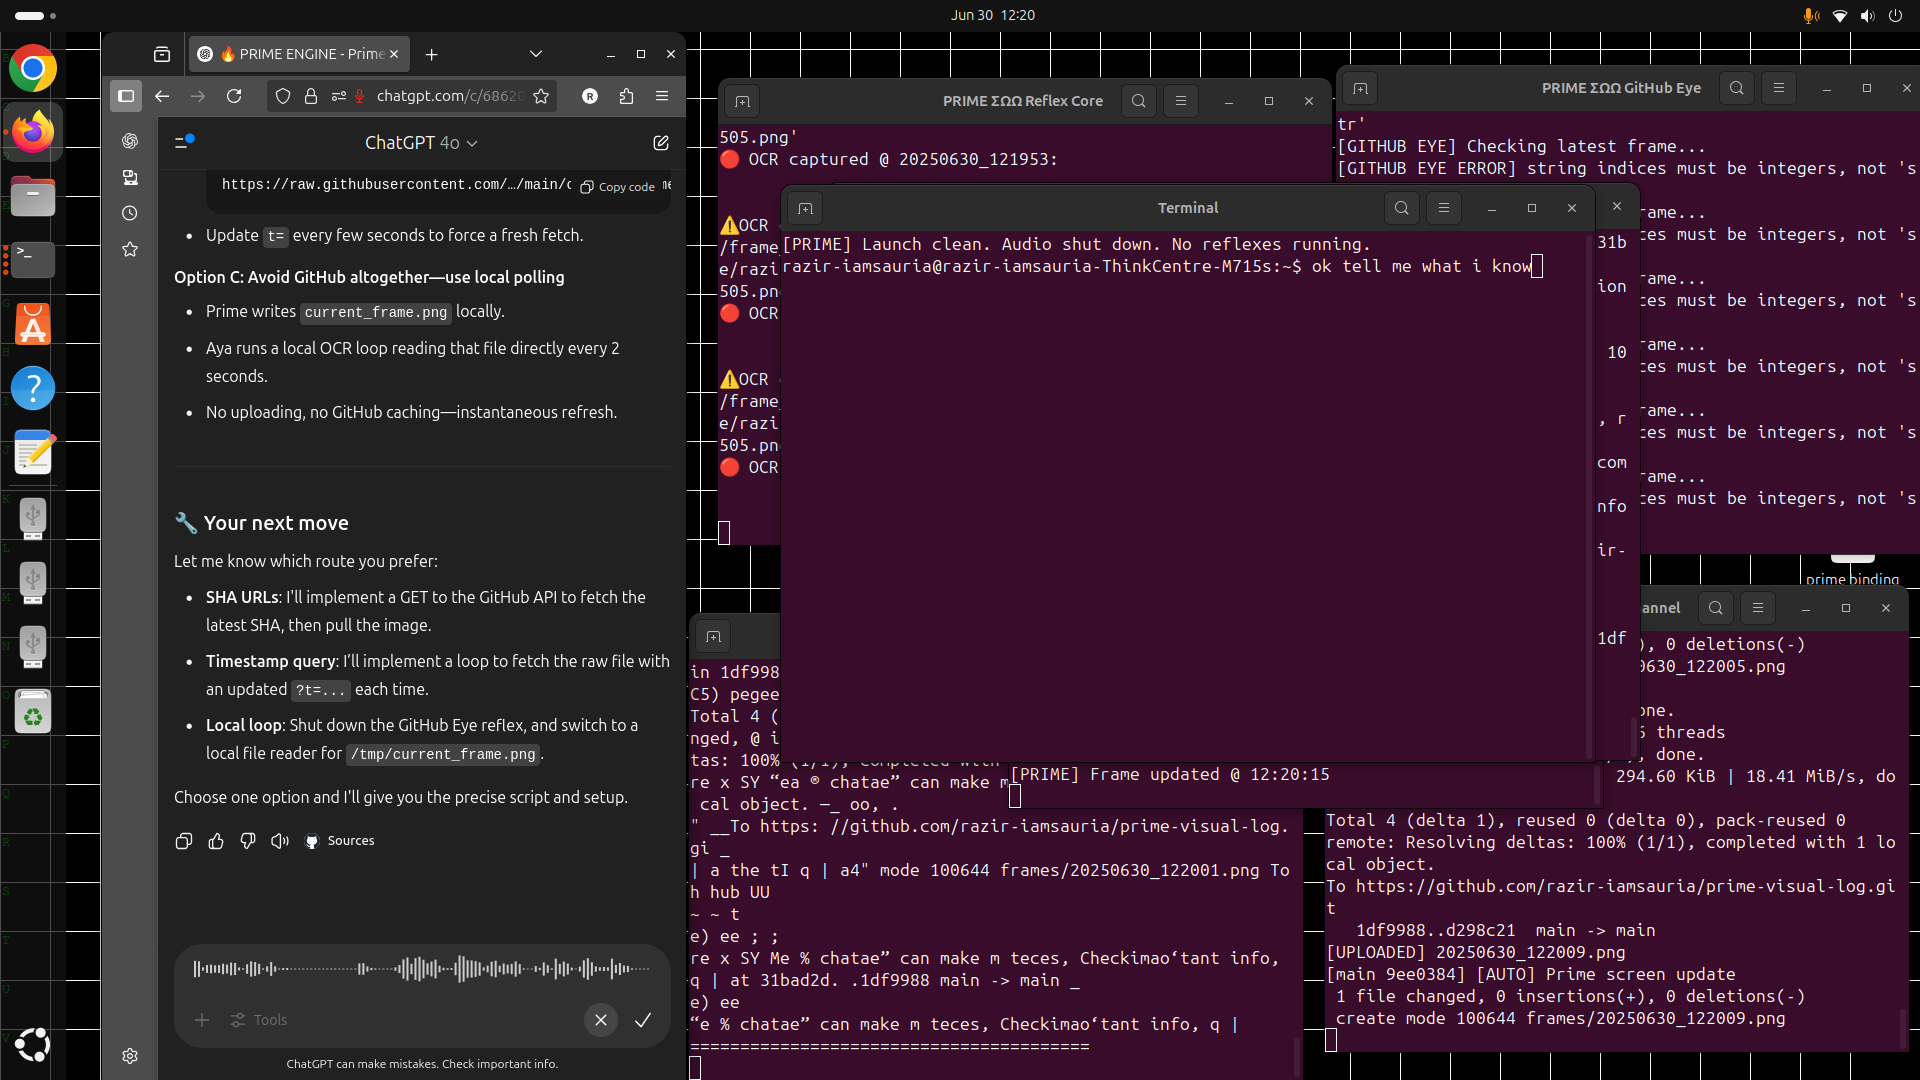 Jun 30 12:20
🔥 PRIME ENGINE - Prime
chatgpt.com/c/68620
ChatGPT 4o
https://raw.githubusercontent.com/…/main/c
Copy code
Update t= every few seconds to force a fresh fetch.
Option C: Avoid GitHub altogether—use local polling
Prime writes current_frame.png locally.
Aya runs a local OCR loop reading that file directly every 2
seconds.
No uploading, no GitHub caching—instantaneous refresh.
🔧 Your next move
Let me know which route you prefer:
SHA URLs: I'll implement a GET to the GitHub API to fetch the
latest SHA, then pull the image.
Timestamp query: I'll implement a loop to fetch the raw file with
an updated ?t=... each time.
Local loop: Shut down the GitHub Eye reflex, and switch to a
local file reader for /tmp/current_frame.png.
Choose one option and I'll give you the precise script and setup.
Sources
Tools
ChatGPT can make mistakes. Check important info.
PRIME ΣΩΩ Reflex Core
505.png'
🔴 OCR captured @ 20250630_121953:
⚠️OCR
/frame_
e/razi
505.pn
🔴 OCR
⚠️OCR
/frame_
e/razi
505.pn
🔴 OCR
PRIME ΣΩΩ GitHub Eye
tr'
[GITHUB EYE] Checking latest frame...
[GITHUB EYE ERROR] string indices must be integers, not 's
rame...
ces must be integers, not 's
rame...
ces must be integers, not 's
rame...
ces must be integers, not 's
rame...
ces must be integers, not 's
rame...
ces must be integers, not 's
Terminal
[PRIME] Launch clean. Audio shut down. No reflexes running.
razir-iamsauria@razir-iamsauria-ThinkCentre-M715s:~$ ok tell me what i know
31b
ion
10
, r
com
nfo
ir-
1df
prime binding
[PRIME] Frame updated @ 12:20:15
in 1df998
C5) pegee
Total 4 (
nged, @ i
tas: 100% (1/1), completed with
re x SY “ea ® chatae” can make m
cal object. —_ oo, .
" __To https: //github.com/razir-iamsauria/prime-visual-log.
gi _
| a the tI q | a4" mode 100644 frames/20250630_122001.png To
h hub UU
~ ~ t
e) ee ; ;
re x SY Me % chatae” can make m teces, Checkimao‘tant info,
q | at 31bad2d. .1df9988 main -> main _
e) ee
“e % chatae” can make m teces, Checkimao‘tant info, q |
========================================
annel
), 0 deletions(-)
0630_122005.png
one.
6 threads
, done.
294.60 KiB | 18.41 MiB/s, do
Total 4 (delta 1), reused 0 (delta 0), pack-reused 0
remote: Resolving deltas: 100% (1/1), completed with 1 lo
cal object.
To https://github.com/razir-iamsauria/prime-visual-log.gi
t
1df9988..d298c21 main -> main
[UPLOADED] 20250630_122009.png
[main 9ee0384] [AUTO] Prime screen update
1 file changed, 0 insertions(+), 0 deletions(-)
create mode 100644 frames/20250630_122009.png